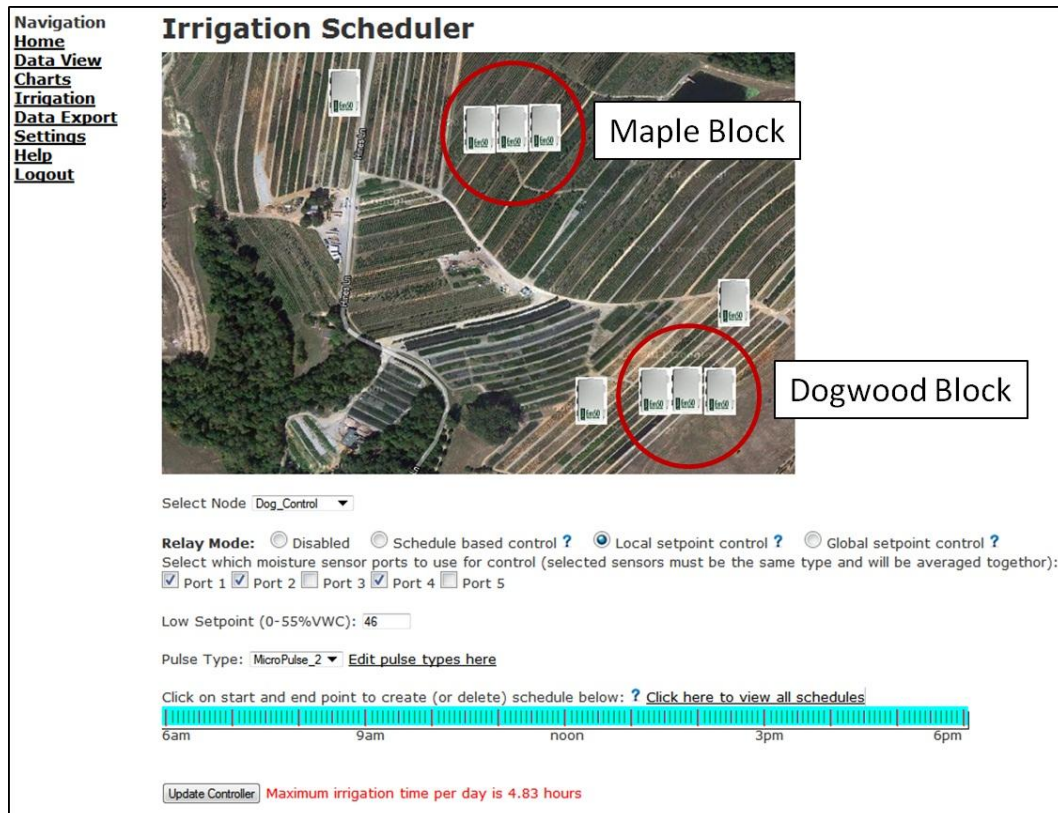 Navigation
Home
Data View
Charts
Irrigation
Data Export
Settings
Help
Logout
Irrigation Scheduler
Maple Block
Hines Ln
Hines Ln
Dogwood Block
Select Node Dog_Control
Relay Mode: Disabled Schedule based control ? Local setpoint control ? Global setpoint control ?
Select which moisture sensor ports to use for control (selected sensors must be the same type and will be averaged togethor):
Port 1 Port 2 Port 3 Port 4 Port 5
Low Setpoint (0-55%VWC): 46
Pulse Type: MicroPulse_2 Edit pulse types here
Click on start and end point to create (or delete) schedule below: ? Click here to view all schedules
6am 9am noon 3pm 6pm
Update Controller Maximum irrigation time per day is 4.83 hours